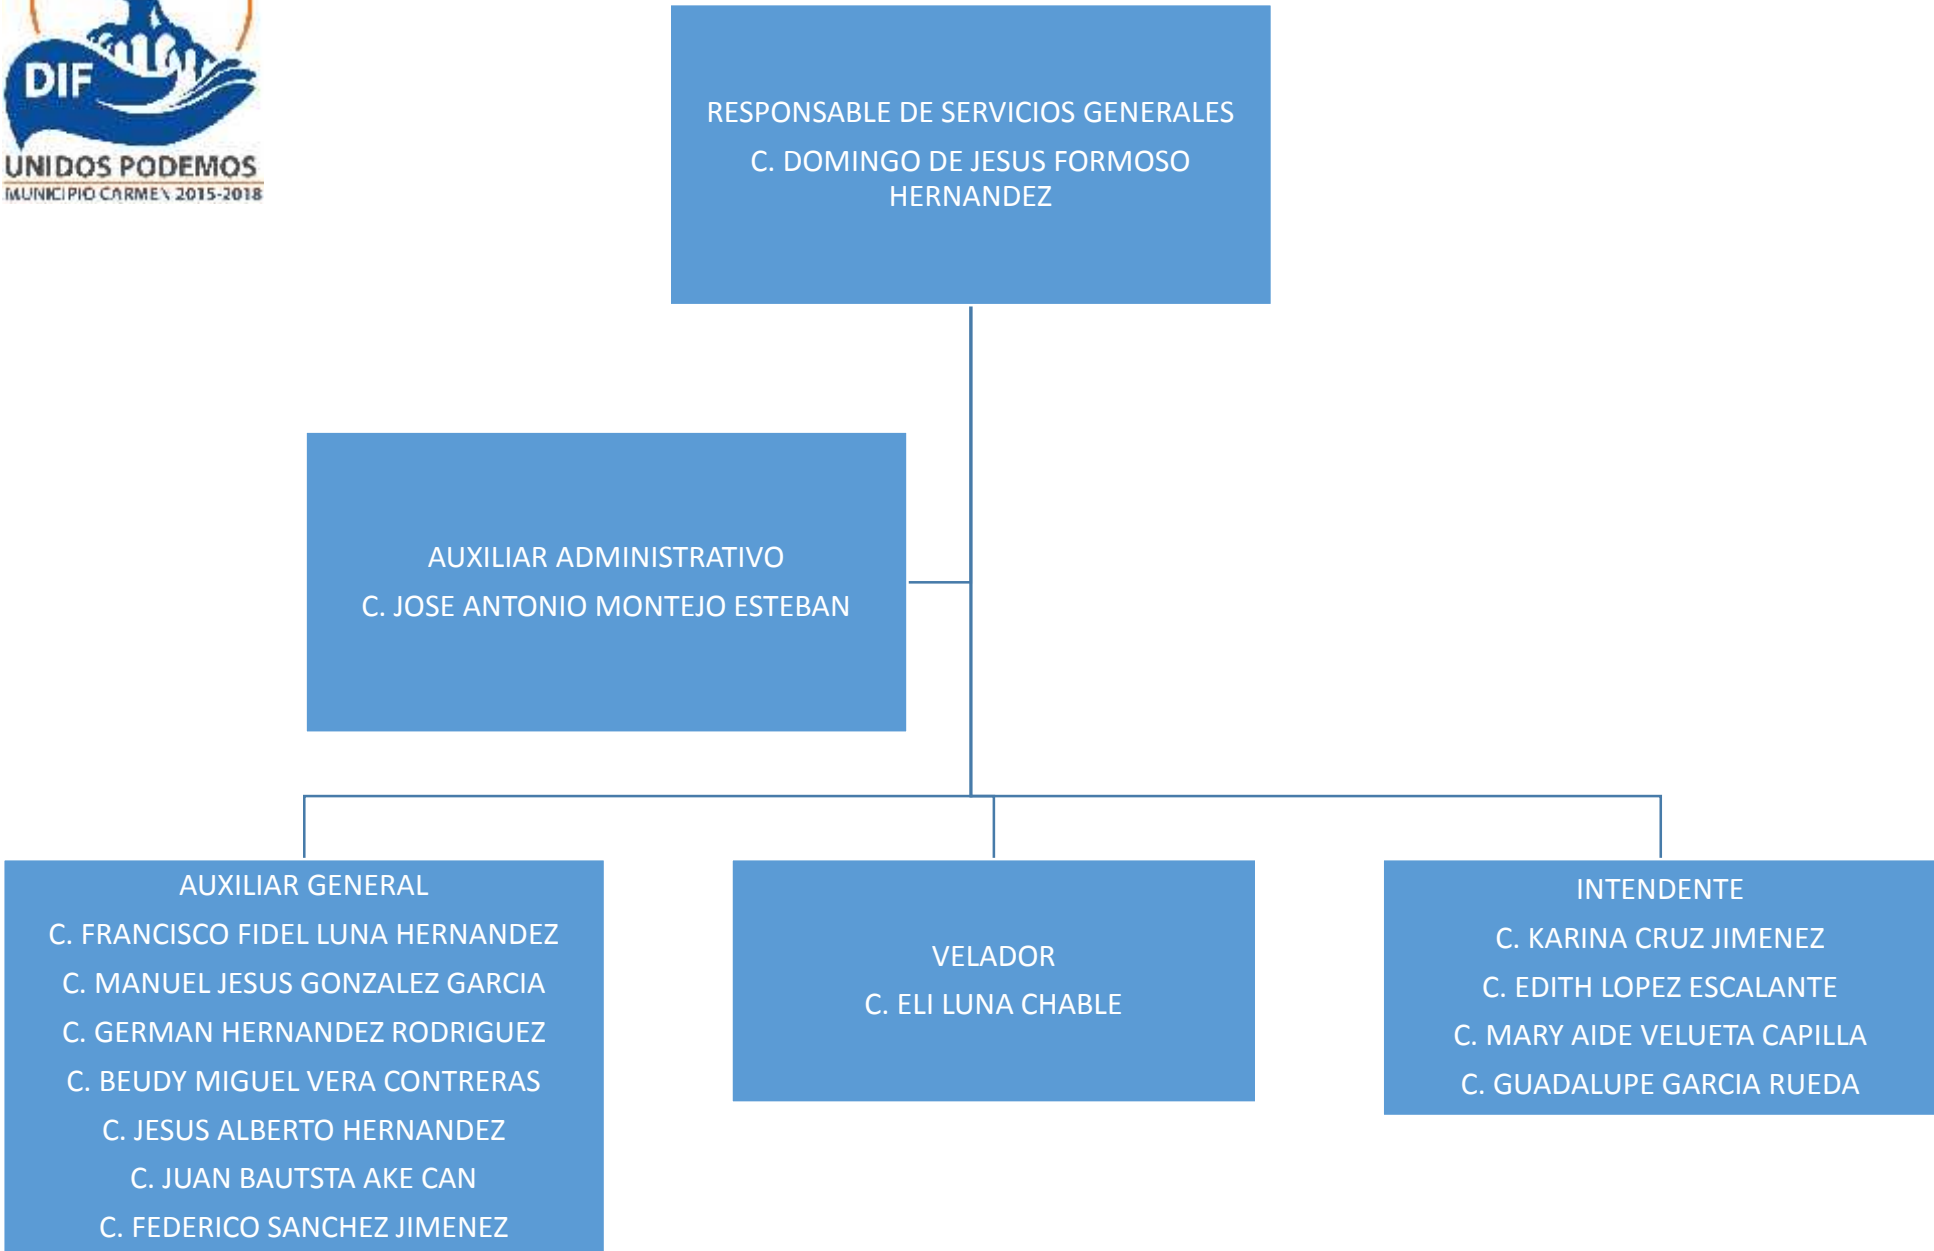 DIF
UNIDOS PODEMOS
MUNICIPIO CARMEN 2015-2018
RESPONSABLE DE SERVICIOS GENERALES
C. DOMINGO DE JESUS FORMOSO
HERNANDEZ
AUXILIAR ADMINISTRATIVO
C. JOSE ANTONIO MONTEJO ESTEBAN
AUXILIAR GENERAL
C. FRANCISCO FIDEL LUNA HERNANDEZ
C. MANUEL JESUS GONZALEZ GARCIA
C. GERMAN HERNANDEZ RODRIGUEZ
C. BEUDY MIGUEL VERA CONTRERAS
C. JESUS ALBERTO HERNANDEZ
C. JUAN BAUTSTA AKE CAN
C. FEDERICO SANCHEZ JIMENEZ
VELADOR
C. ELI LUNA CHABLE
INTENDENTE
C. KARINA CRUZ JIMENEZ
C. EDITH LOPEZ ESCALANTE
C. MARY AIDE VELUETA CAPILLA
C. GUADALUPE GARCIA RUEDA